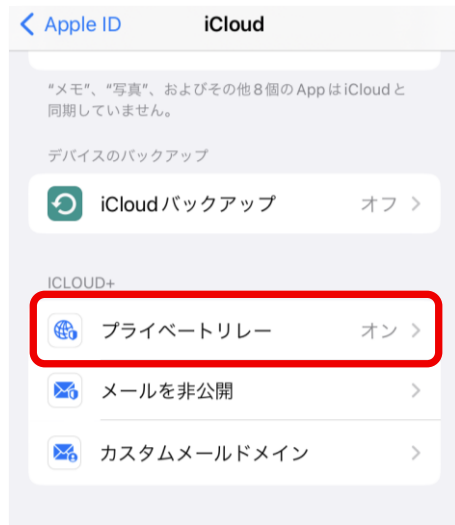 Apple ID
iCloud
“メモ”、“写真”、およびその他8個のAppはiCloudと
同期していません。
デバイスのバックアップ
iCloudバックアップ オフ
ICLOUD+
プライベートリレー オン
メールを非公開
カスタムメールドメイン